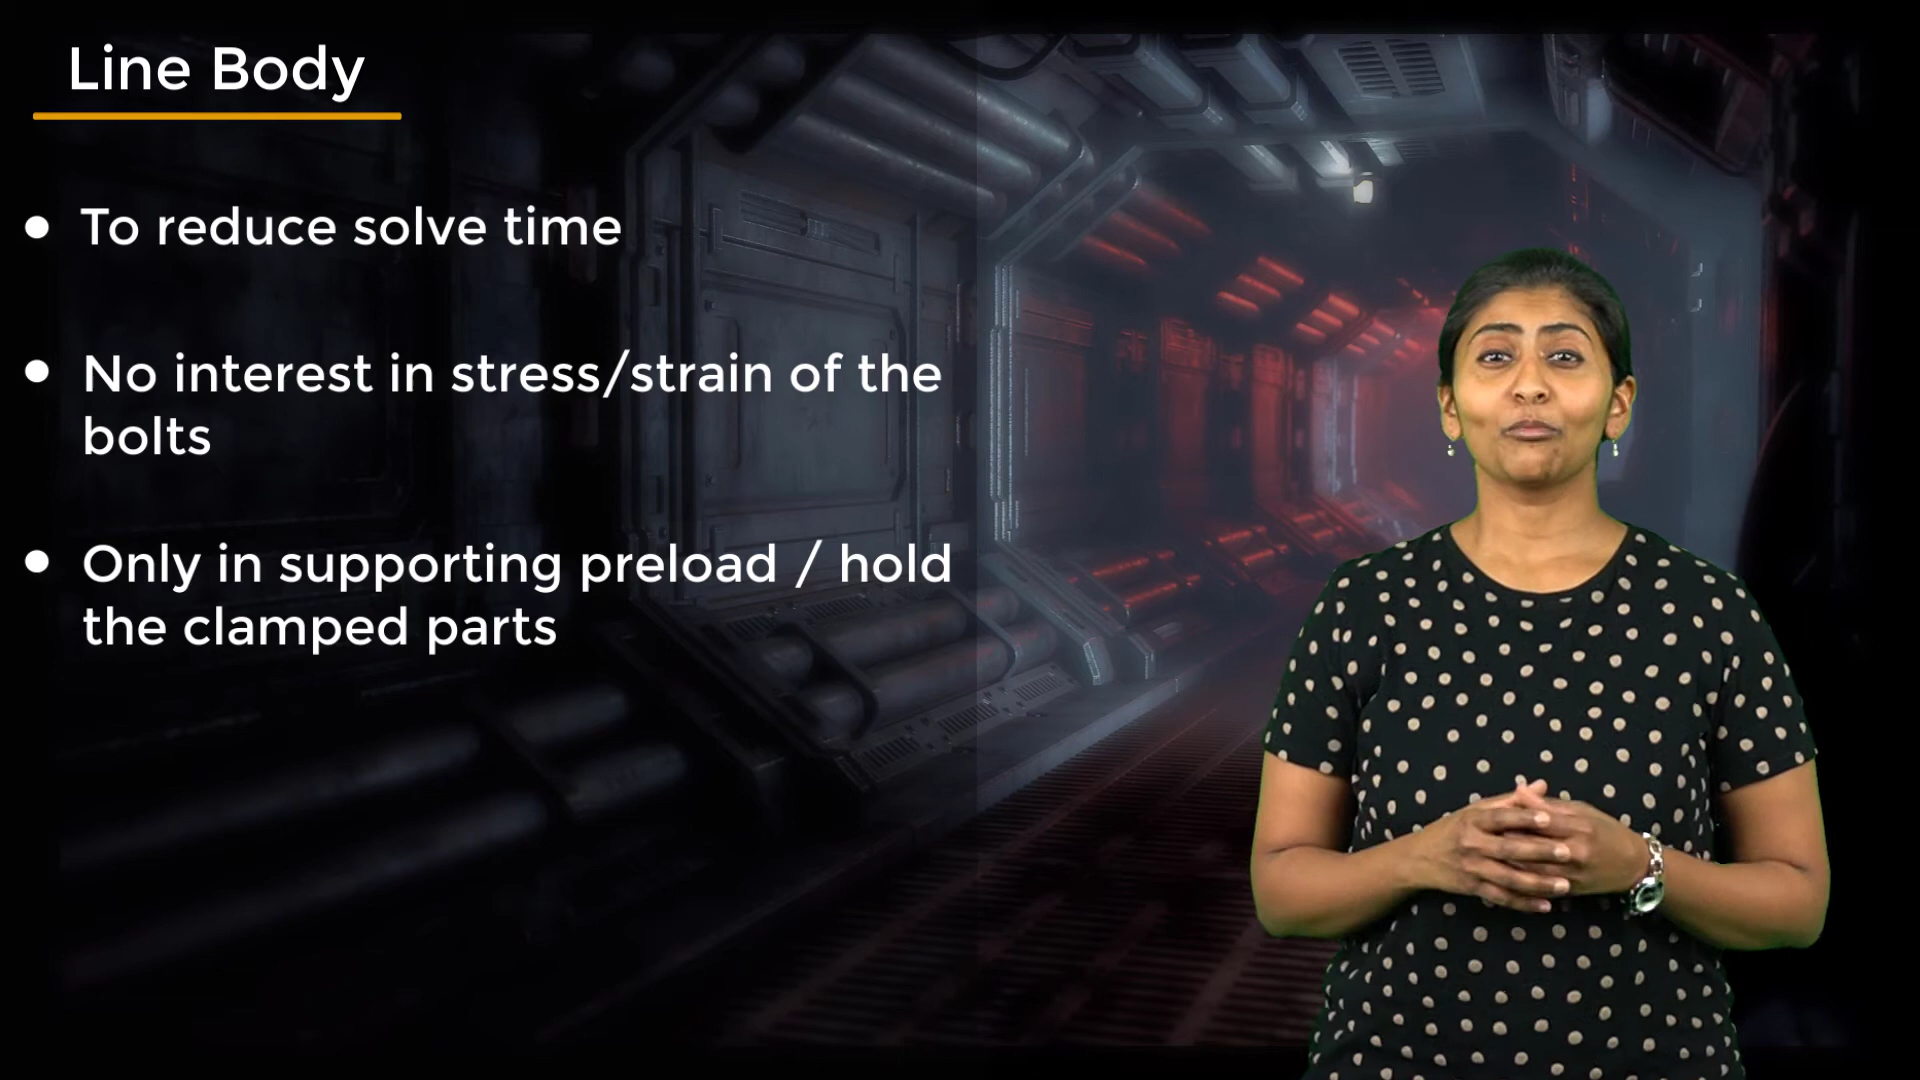 Line Body
To reduce solve time
No interest in stress/strain of the
bolts
Only in supporting preload / hold
the clamped parts